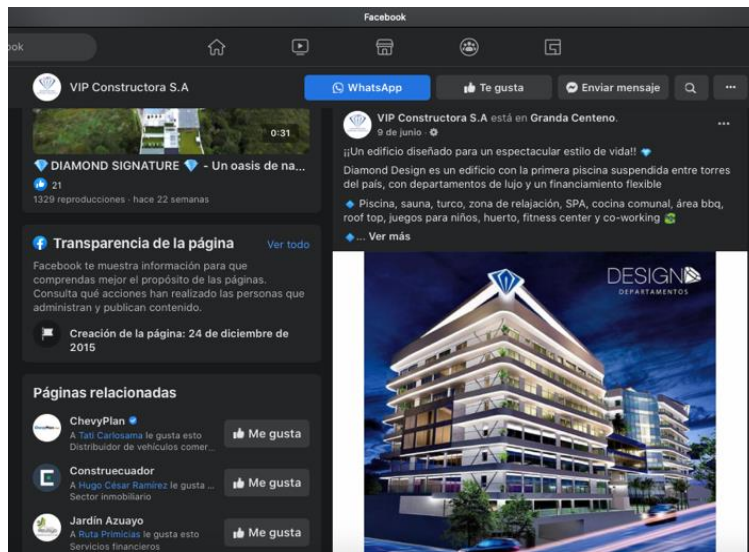 Facebook
ook
VIP Constructora S.A
WhatsApp
Te gusta
Enviar mensaje
0:31
DIAMOND SIGNATURE 💎 - Un oasis de na...
21
1329 reproducciones · hace 22 semanas
Transparencia de la página
Ver todo
Facebook te muestra información para que
comprendas mejor el propósito de las páginas.
Consulta qué acciones han realizado las personas que
administran y publican contenido.
Creación de la página: 24 de diciembre de
2015
Páginas relacionadas
ChevyPlan
A Tati Carlosama le gusta esto
Distribuidor de vehículos comer...
Me gusta
Construecuador
A Hugo César Ramírez le gusta ...
Sector inmobiliario
Me gusta
Jardín Azuayo
A Ruta Primicias le gusta esto
Servicios financieros
Me gusta
VIP Constructora S.A está en Granda Centeno.
9 de junio ·
¡¡Un edificio diseñado para un espectacular estilo de vida!! 💎
Diamond Design es un edificio con la primera piscina suspendida entre torres
del país, con departamentos de lujo y un financiamiento flexible
🔹 Piscina, sauna, turco, zona de relajación, SPA, cocina comunal, área bbq,
roof top, juegos para niños, huerto, fitness center y co-working
🔹... Ver más
DESIGN
DEPARTAMENTOS